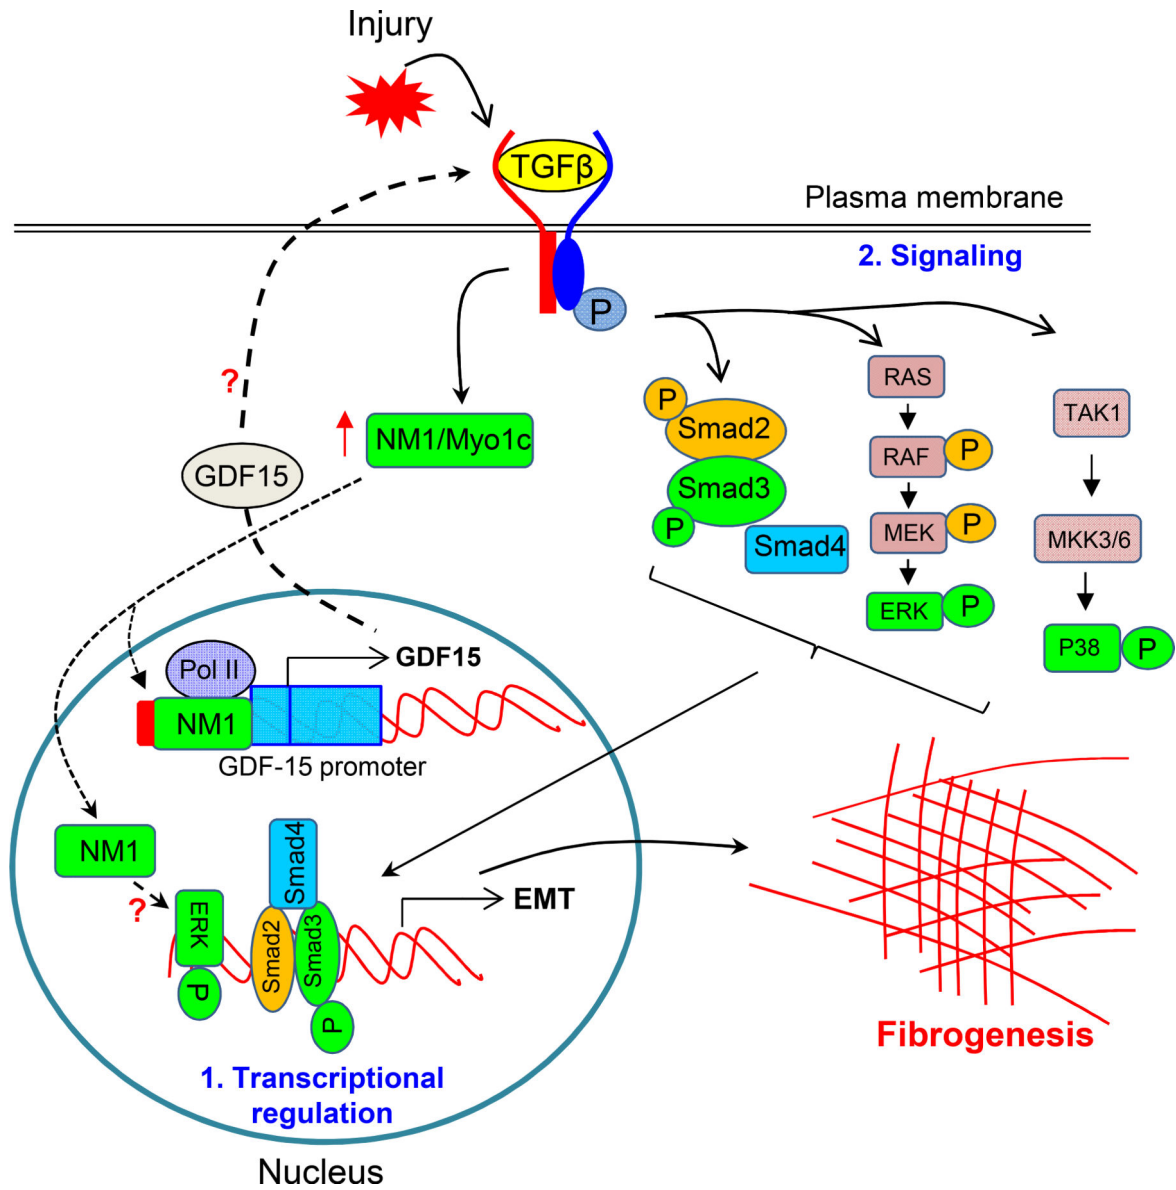 Injury
TGFβ
Plasma membrane
2. Signaling
P
?
NM1/Myo1c
GDF15
P
Smad2
Smad3
P
Smad4
RAS
RAF
P
MEK
P
ERK
P
TAK1
MKK3/6
P38
P
Pol II
GDF15
NM1
GDF-15 promoter
NM1
?
ERK
P
Smad4
Smad2
Smad3
P
EMT
Fibrogenesis
1. Transcriptional
regulation
Nucleus